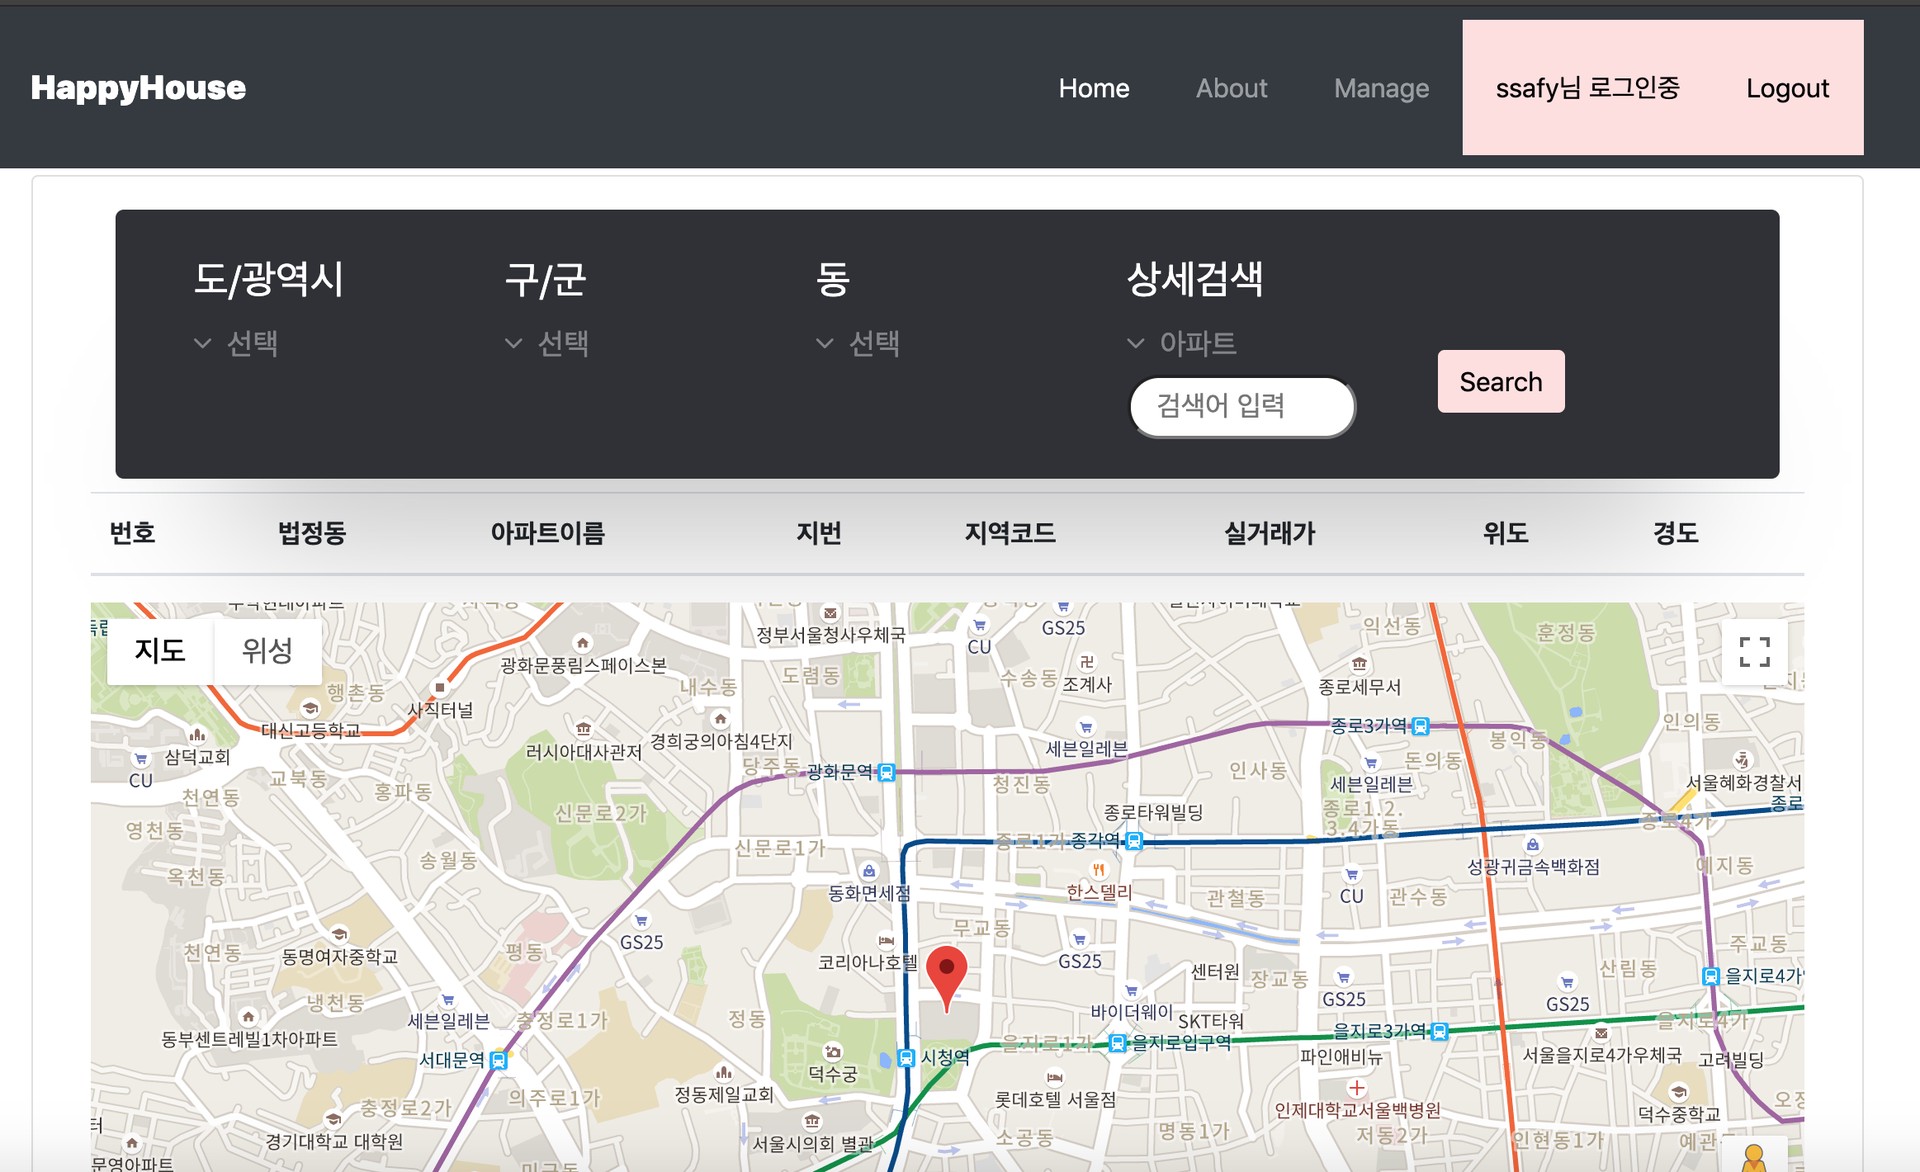 HappyHouse
Home
About
Manage
ssafy님 로그인중
Logout
도/광역시
구/군
동
상세검색
선택
선택
선택
아파트
검색어 입력
Search
번호
법정동
아파트이름
지번
지역코드
실거래가
위도
경도
지도
위성
정부서울청사우체국
CU
GS25
익선동
훈정동
광화문풍림스페이스본
내수동
도렴동
수송동
조계사
종로세무서
행촌동
사직터널
대신고등학교
인의동
삼덕교회
CU
러시아대사관저
경희궁의아침4단지
세븐일레븐
종로3가역
봉익동
교북동
당주동
광화문역
청진동
인사동
돈의동
세븐일레븐
서울혜화경찰서
천연동
홍파동
신문로2가
종로타워빌딩
종로1.2.
3.4가동
종로
종로4가
영천동
송월동
신문로1가
종로1가
종각역
성광귀금속백화점
예지동
옥천동
동화면세점
한스델리
관철동
CU
관수동
천연동
동명여자중학교
평동
GS25
무교동
주교동
코리아나호텔
GS25
센터원
장교동
산림동
을지로4가
냉천동
세븐일레븐
충정로1가
정동
바이더웨이
SKT타워
GS25
GS25
을지로4가
동부센트레빌1차아파트
서대문역
시청역
을지로1가
을지로입구역
을지로3가역
파인애비뉴
서울을지로4가우체국
고려빌딩
덕수궁
정동제일교회
롯데호텔 서울점
인제대학교서울백병원
덕수중학교
충정로2가
의주로1가
경기대학교 대학원
서울시의회 별관
소공동
명동1가
저동2가
인현동1가
예관
오장
터
문영아파트